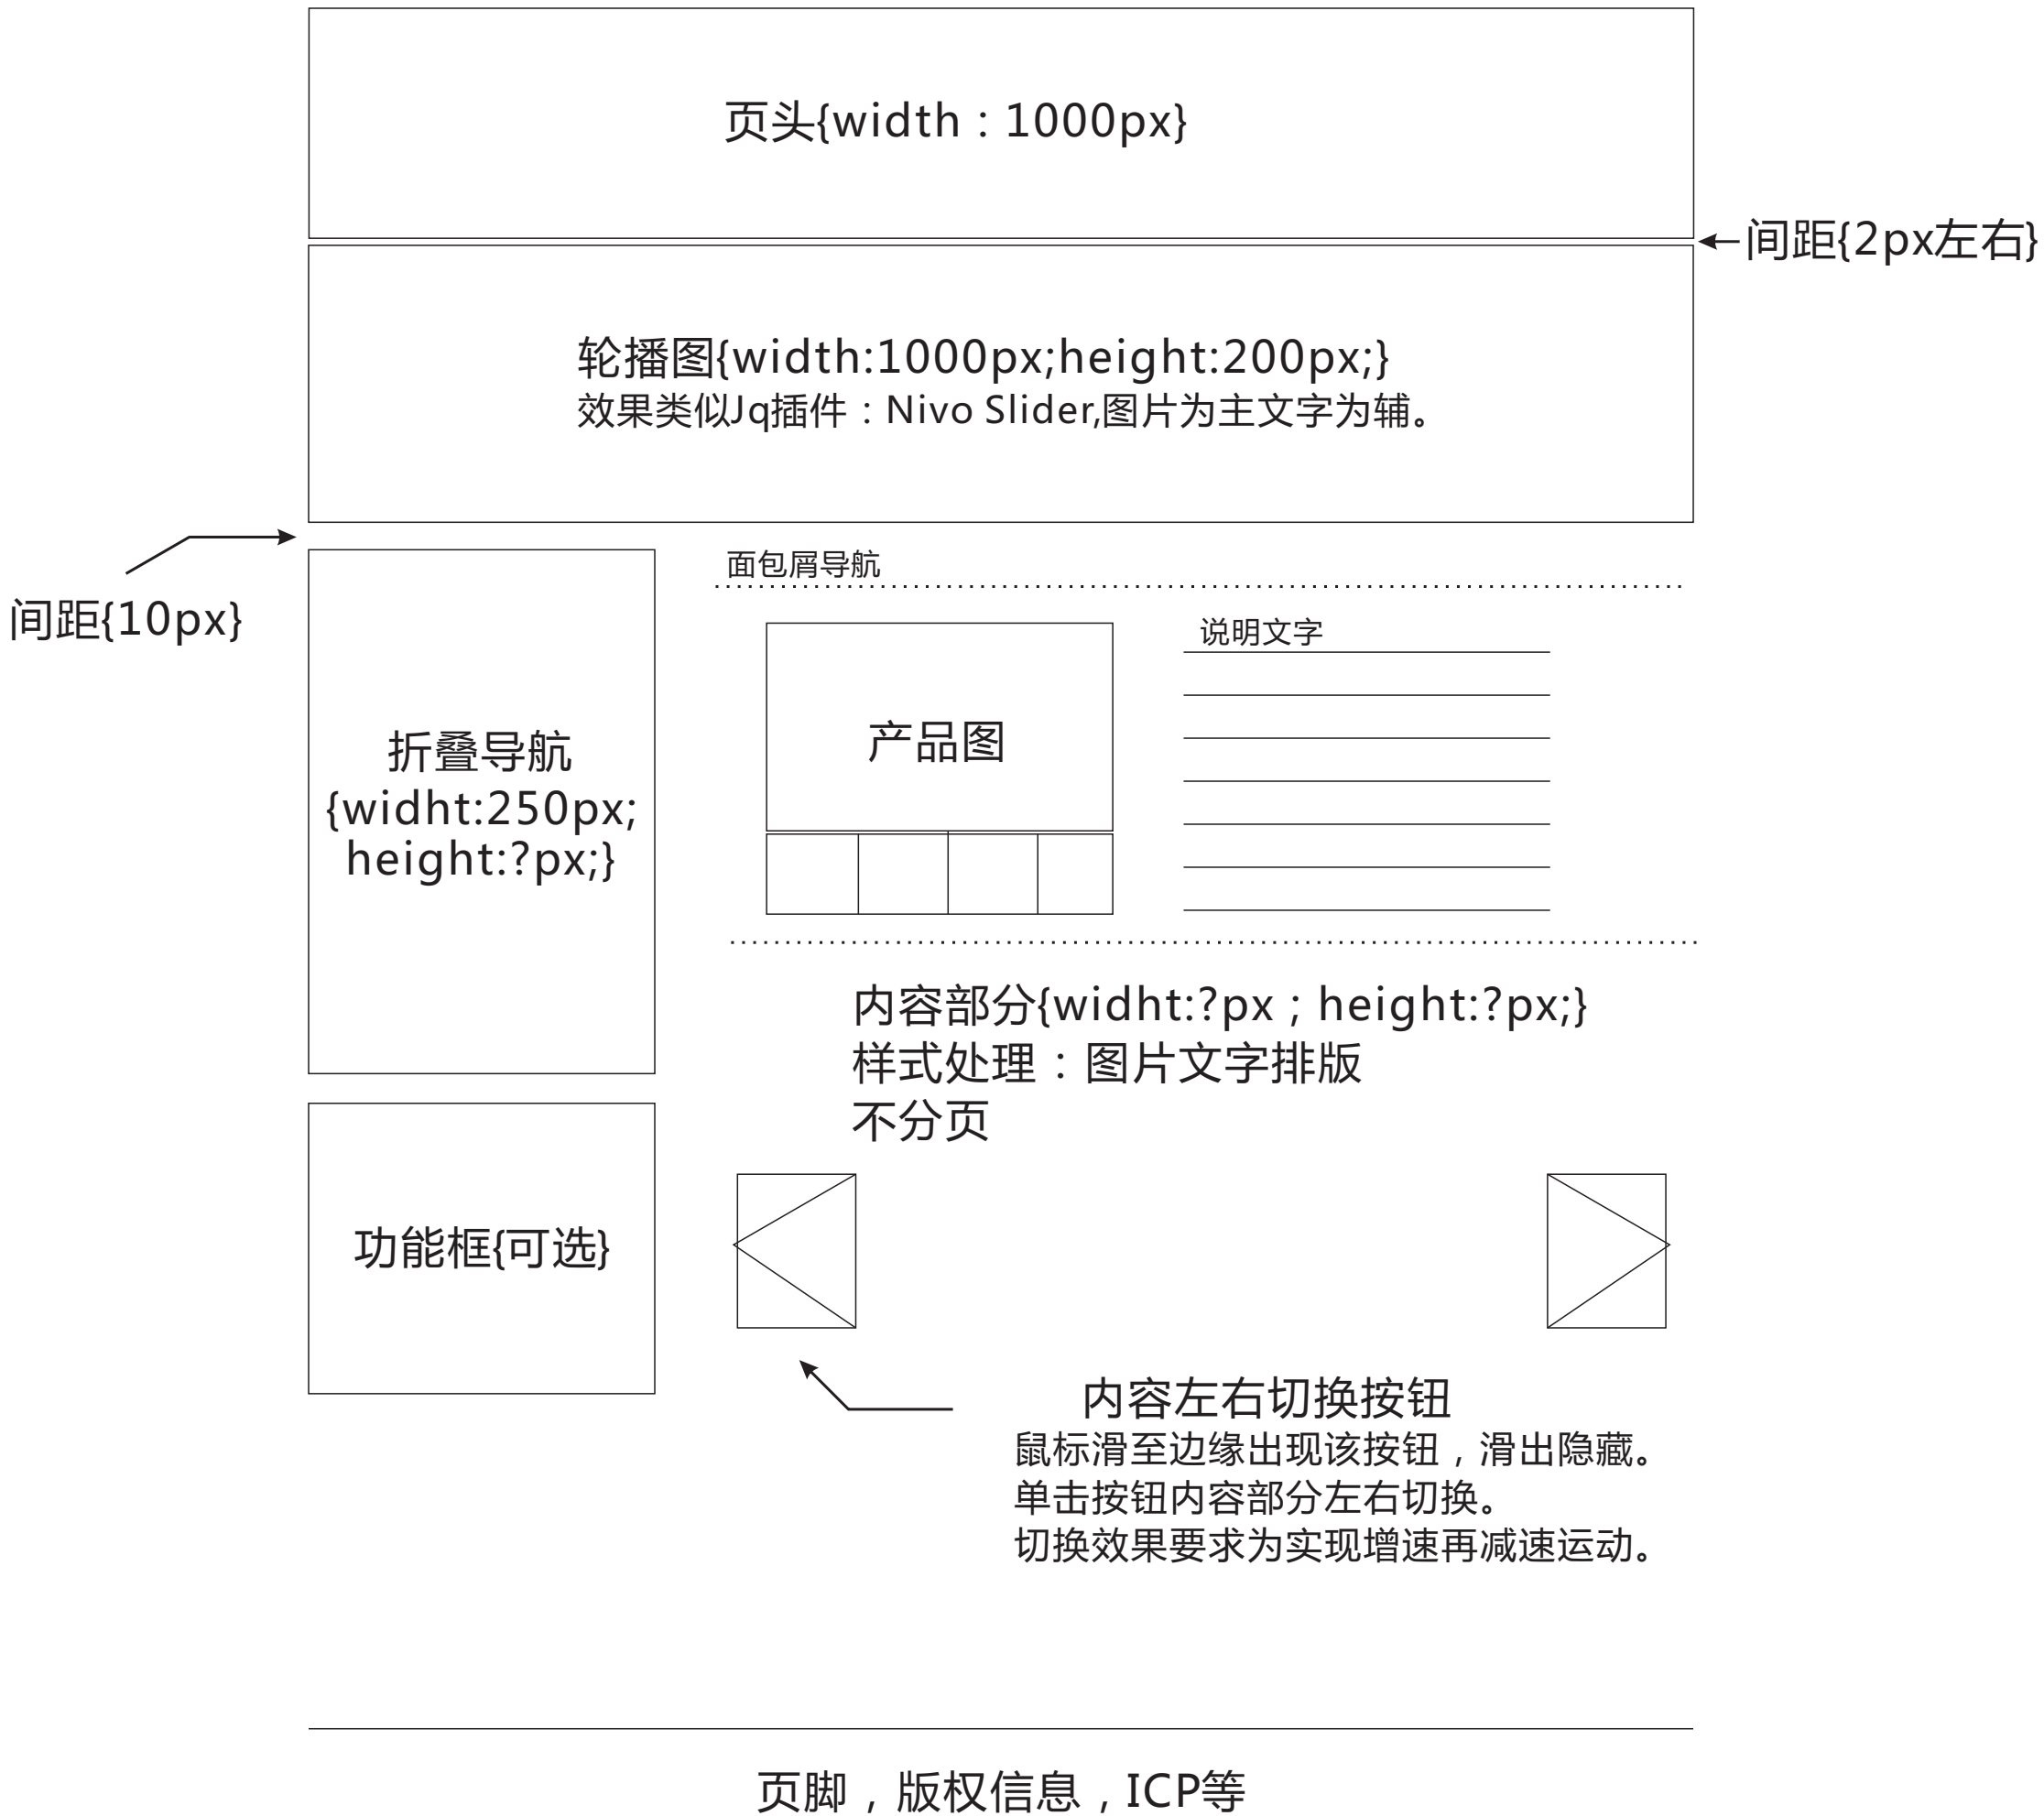 页头{width：1000px}
间距{2px左右}
轮播图{width:1000px;height:200px;}
效果类似Jq插件：Nivo Slider,图片为主文字为辅。
间距{10px}
面包屑导航
说明文字
产品图
折叠导航
{widht:250px;
height:?px;}
内容部分{widht:?px；height:?px;}
样式处理：图片文字排版
不分页
功能框{可选}
内容左右切换按钮
鼠标滑至边缘出现该按钮，滑出隐藏。
单击按钮内容部分左右切换。
切换效果要求为实现增速再减速运动。
页脚，版权信息，ICP等